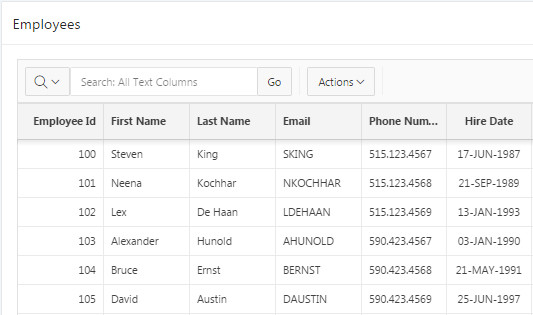 Employees
Search: All Text Columns Go Actions
Employee Id First Name Last Name Email Phone Num... Hire Date
100 Steven King SKING 515.123.4567 17-JUN-1987
101 Neena Kochhar NKOCHHAR 515.123.4568 21-SEP-1989
102 Lex De Haan LDEHAAN 515.123.4569 13-JAN-1993
103 Alexander Hunold AHUNOLD 590.423.4567 03-JAN-1990
104 Bruce Ernst BERNST 590.423.4568 21-MAY-1991
105 David Austin DAUSTIN 590.423.4569 25-JUN-1997